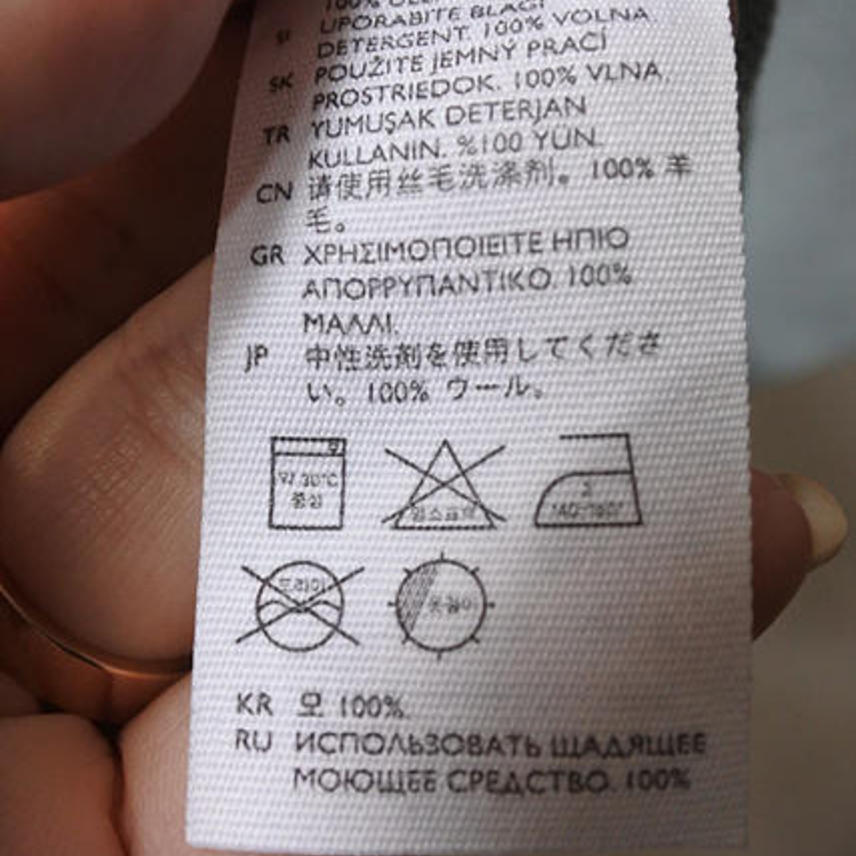 UPORABITE BLAGI
SI DETERGENT. 100% VOLNA.
SK POUŽITE JEMNÝ PRACÍ
PROSTRIEDOK. 100% VLNA.
TR YUMUŞAK DETERJAN
KULLANIN. %100 YÜN.
CN 请使用丝毛洗涤剂。100% 羊
毛。
GR ΧΡΗΣΙΜΟΠΟΙΕΙΤΕ ΗΠΙΟ
ΑΠΟΡΡΥΠΑΝΤΙΚΟ. 100%
ΜΑΛΛΙ.
JP 中性洗剤を使用してくださ
い。100% ウール。
30°C
중성
염소표백
140~160°
드라이
옷걸이
KR 모 100%.
RU ИСПОЛЬЗОВАТЬ ЩАДЯЩЕЕ
МОЮЩЕЕ СРЕДСТВО. 100%